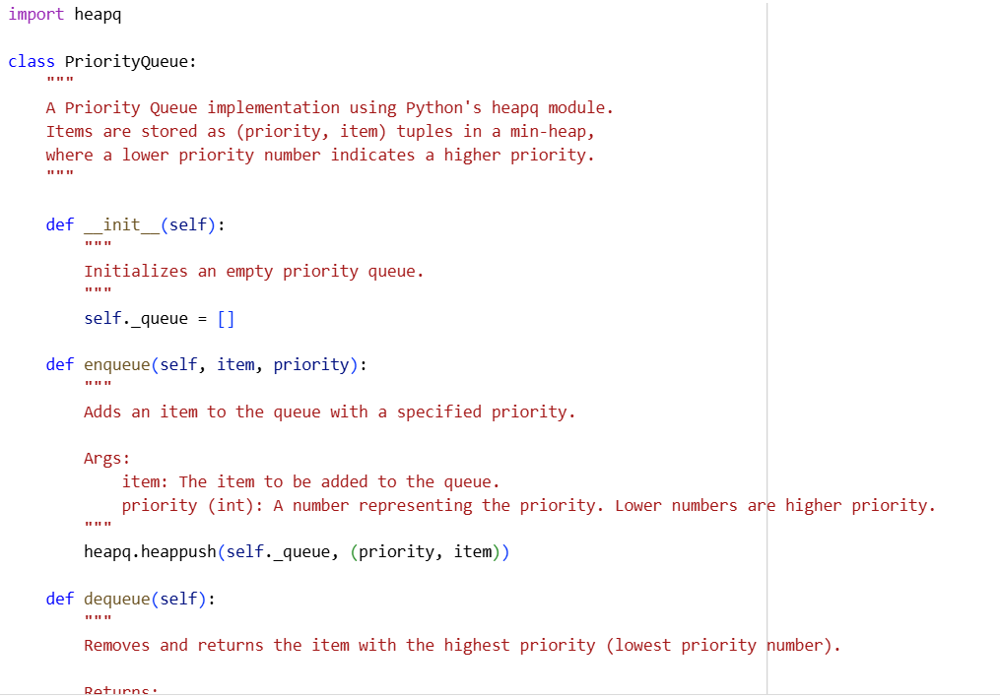 import heapq

class PriorityQueue:
    """
    A Priority Queue implementation using Python's heapq module.
    Items are stored as (priority, item) tuples in a min-heap,
    where a lower priority number indicates a higher priority.
    """

    def __init__(self):
        """
        Initializes an empty priority queue.
        """
        self._queue = []

    def enqueue(self, item, priority):
        """
        Adds an item to the queue with a specified priority.

        Args:
            item: The item to be added to the queue.
            priority (int): A number representing the priority. Lower numbers are higher priority.
        """
        heapq.heappush(self._queue, (priority, item))

    def dequeue(self):
        """
        Removes and returns the item with the highest priority (lowest priority number).

        Returns: